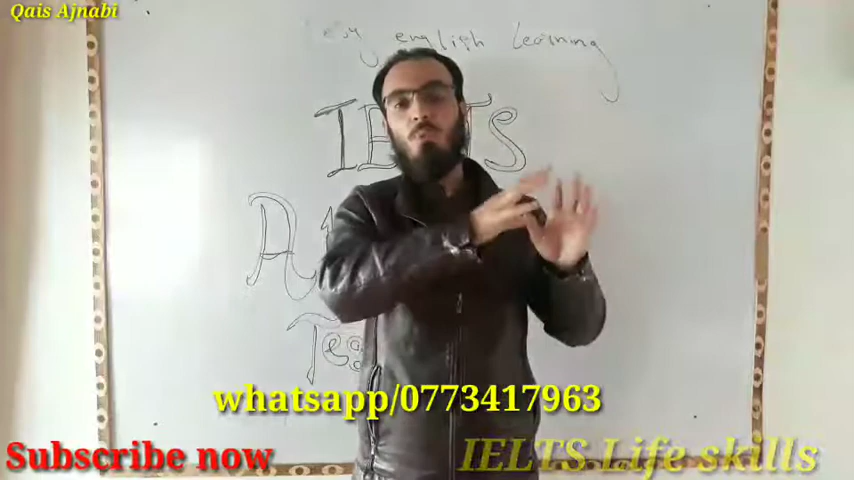 Qais Ajnabi
english Learning
IELTS
whatsapp/0773417963
Subscribe now
IELTS Life skills